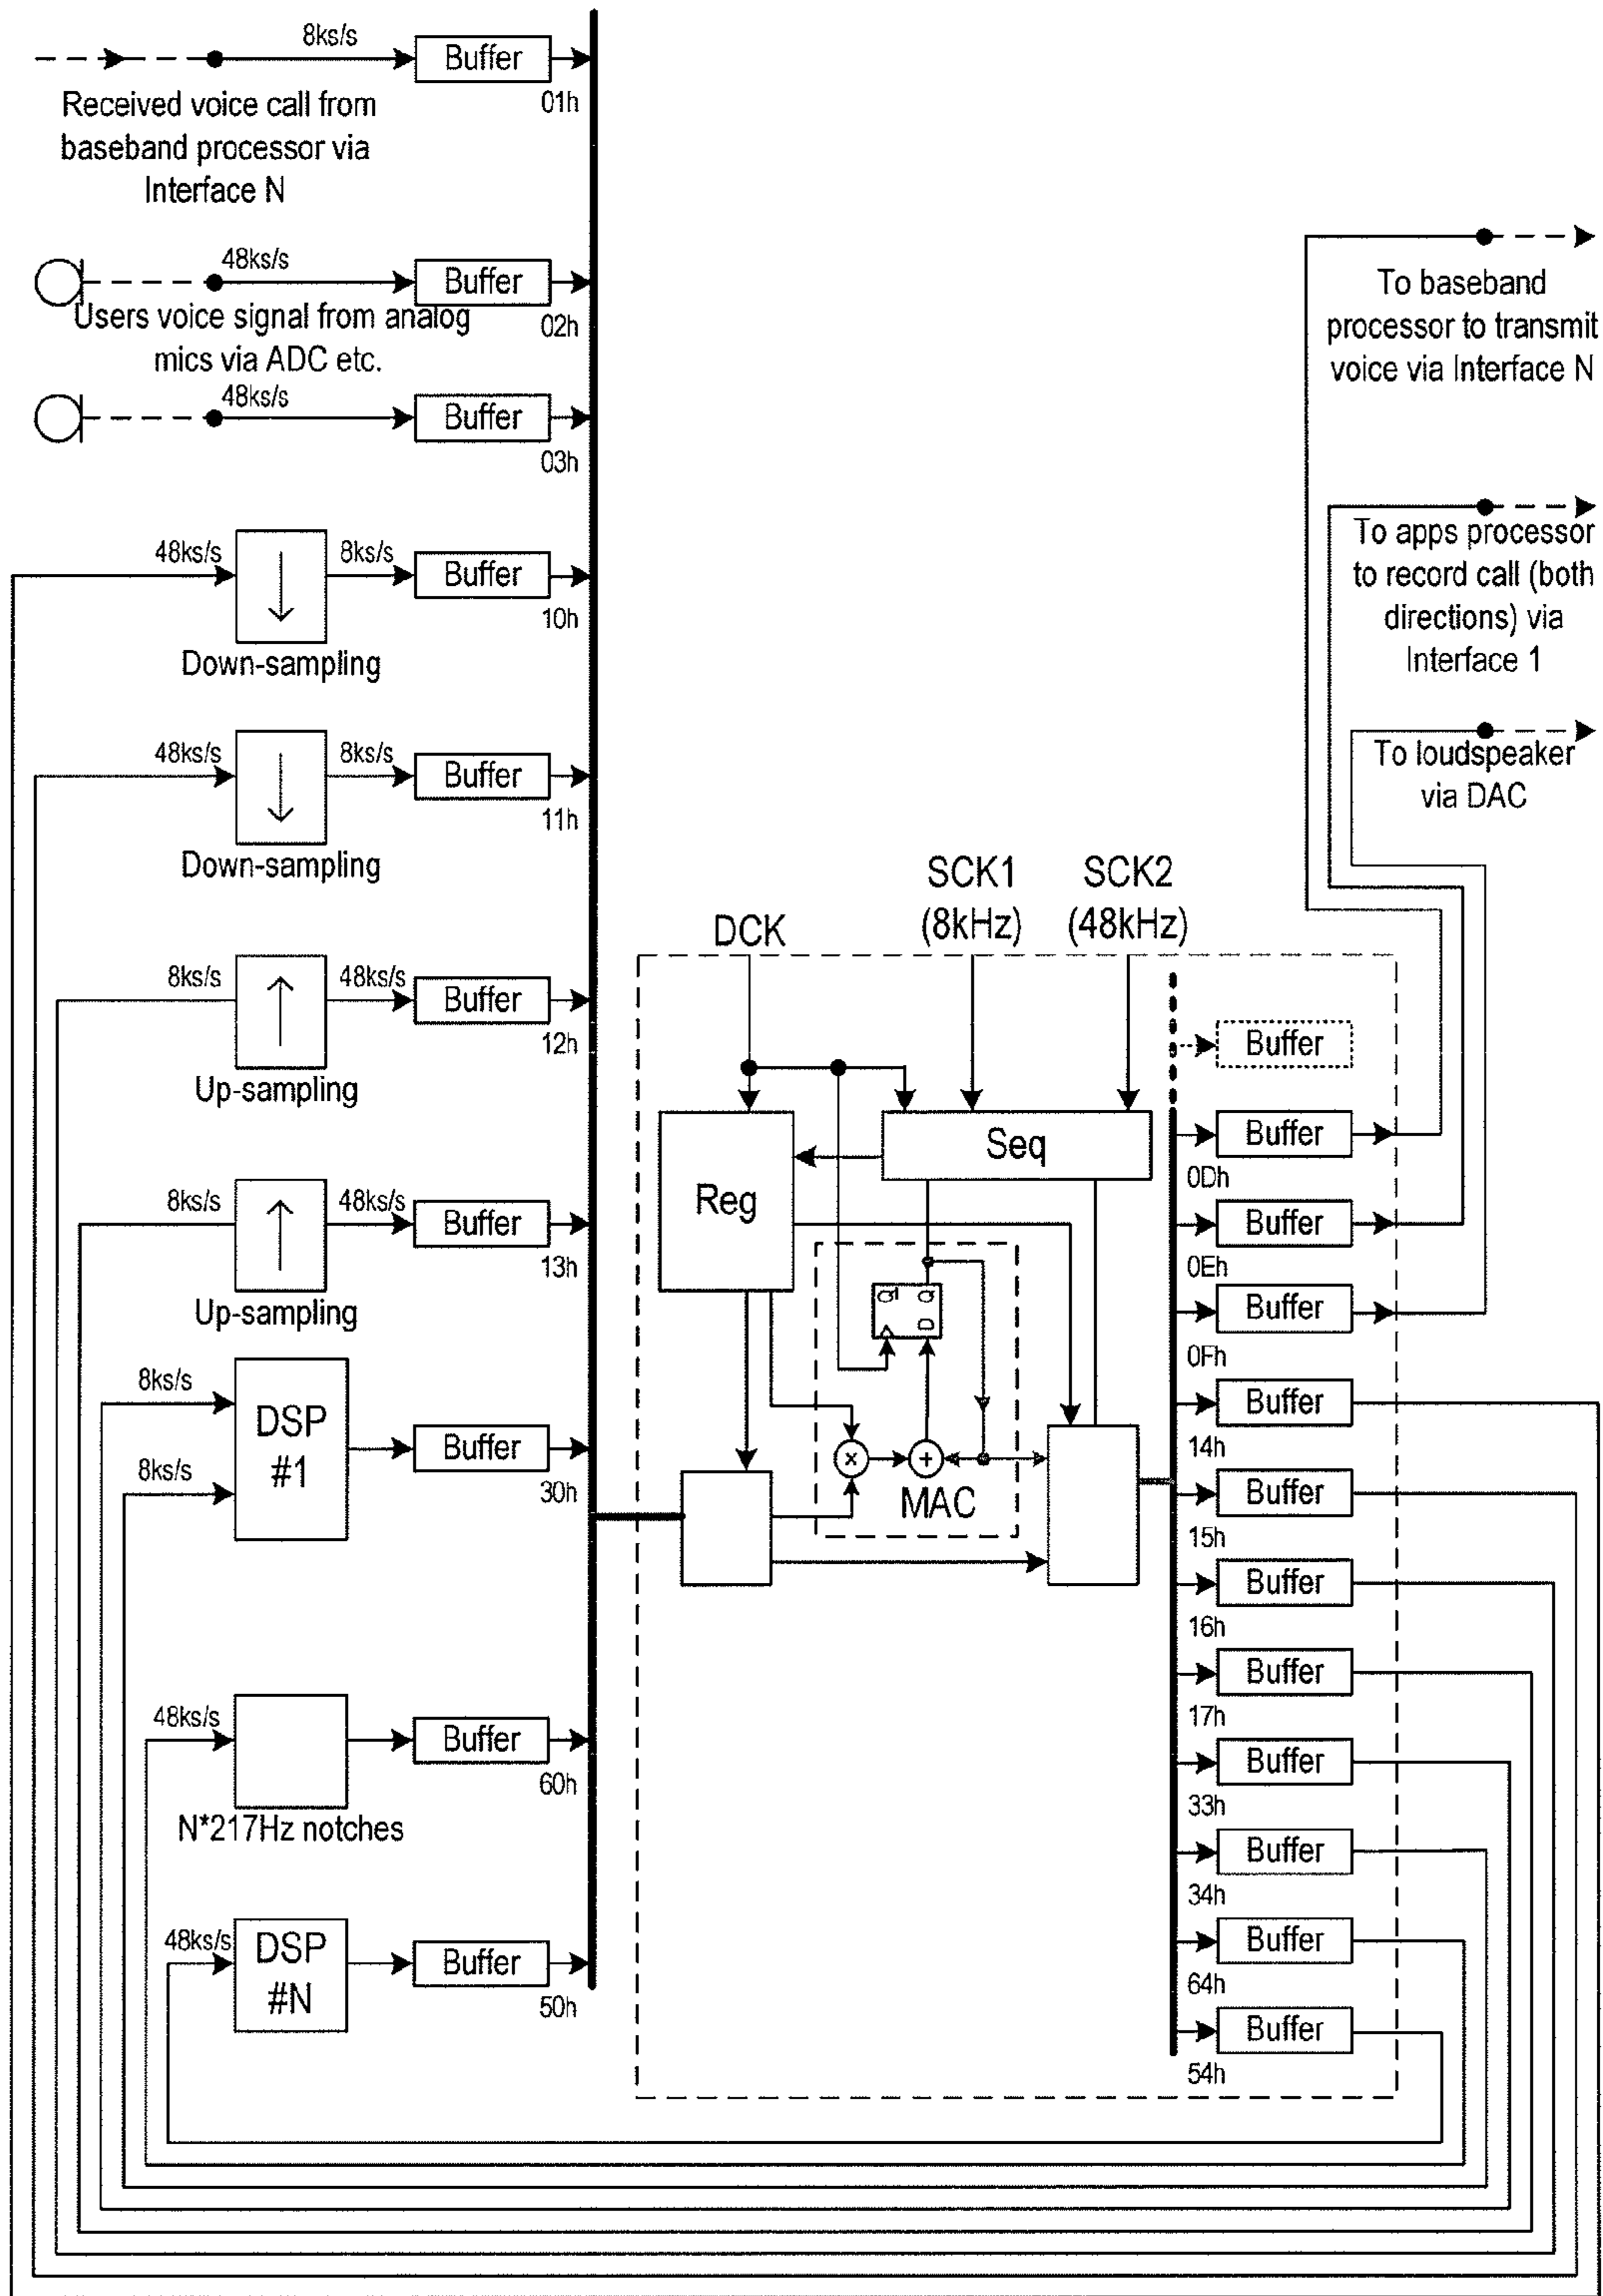 8ks/s
Buffer
01h
Received voice call from
baseband processor via
Interface N
48ks/s
Buffer
02h
Users voice signal from analog
mics via ADC etc.
48ks/s
Buffer
03h
To baseband
processor to transmit
voice via Interface N
To apps processor
to record call (both
directions) via
Interface 1
To loudspeaker
via DAC
48ks/s
8ks/s
Buffer
10h
Down-sampling
48ks/s
8ks/s
Buffer
11h
Down-sampling
8ks/s
48ks/s
Buffer
12h
Up-sampling
8ks/s
48ks/s
Buffer
13h
Up-sampling
8ks/s
8ks/s
DSP
#1
Buffer
30h
48ks/s
Buffer
60h
N*217Hz notches
48ks/s
DSP
#N
Buffer
50h
DCK
SCK1
(8kHz)
SCK2
(48kHz)
Seq
Reg
Q̅ Q
D
x
+
MAC
Buffer
Buffer
0Dh
Buffer
0Eh
Buffer
0Fh
Buffer
14h
Buffer
15h
Buffer
16h
Buffer
17h
Buffer
33h
Buffer
34h
Buffer
64h
Buffer
54h